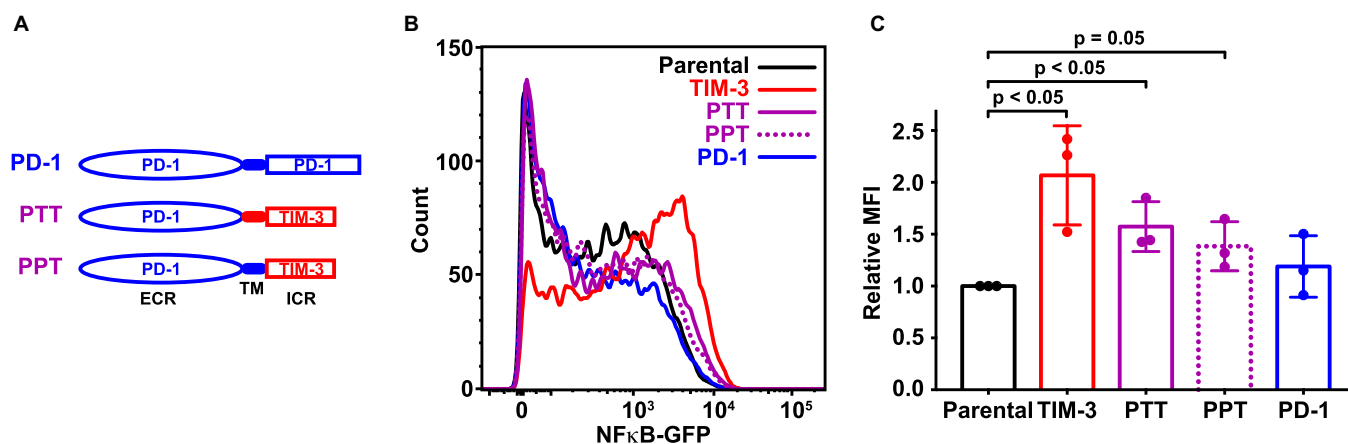 A
PD-1 PD-1 PD-1
PTT PD-1 TIM-3
PPT PD-1 TIM-3
ECR TM ICR
B
150
100
50
0
Count
0 10³ 10⁴ 10⁵
NFκB-GFP
Parental
TIM-3
PTT
PPT
PD-1
C
p = 0.05
p < 0.05
p < 0.05
2.5
2.0
1.5
1.0
0.5
0.0
Relative MFI
Parental TIM-3 PTT PPT PD-1